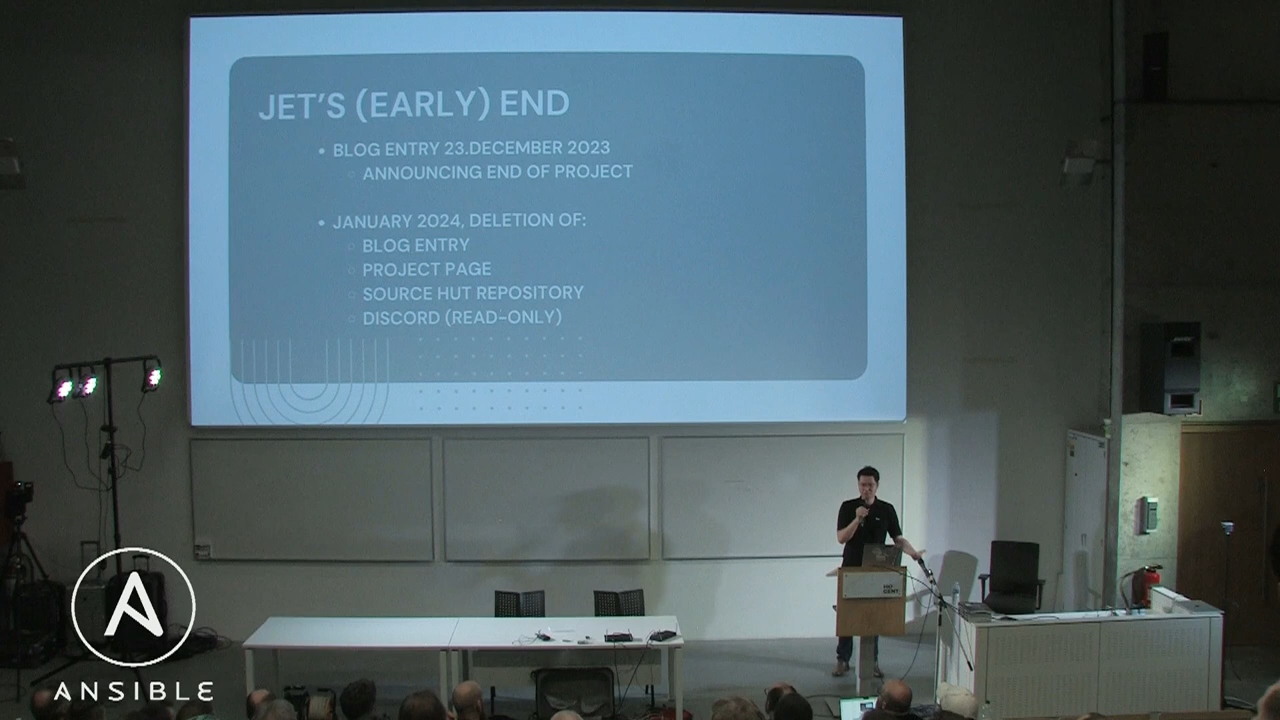 JET'S (EARLY) END
• BLOG ENTRY 23.DECEMBER 2023
○ ANNOUNCING END OF PROJECT
• JANUARY 2024, DELETION OF:
○ BLOG ENTRY
○ PROJECT PAGE
○ SOURCE HUT REPOSITORY
○ DISCORD (READ-ONLY)
ANSIBLE